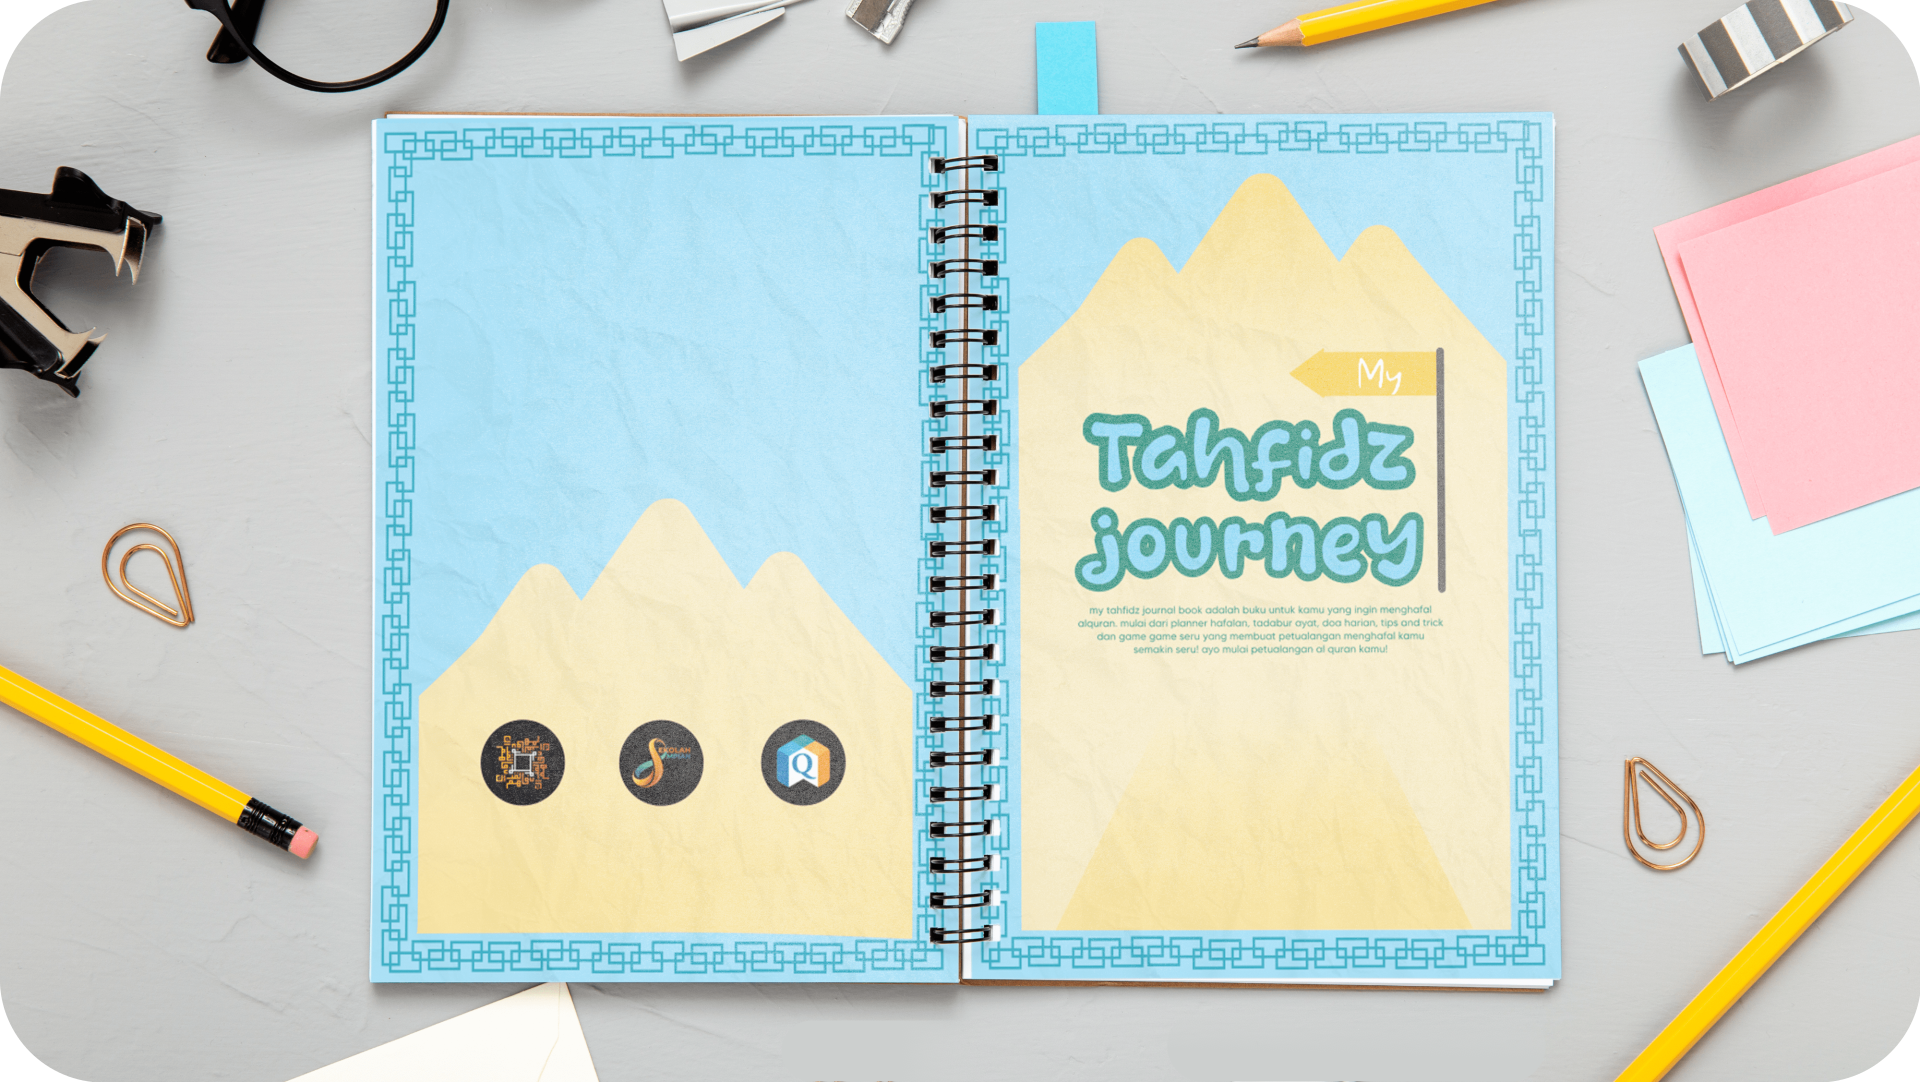 My
Tahfidz
journey
my tahfidz journal book adalah buku untuk kamu yang ingin menghafal
alquran. mulai dari planner hafalan, tadabur ayat, doa harian, tips and trick
dan game game seru yang membuat petualangan menghafal kamu
semakin seru! ayo mulai petualangan al quran kamu!
Q